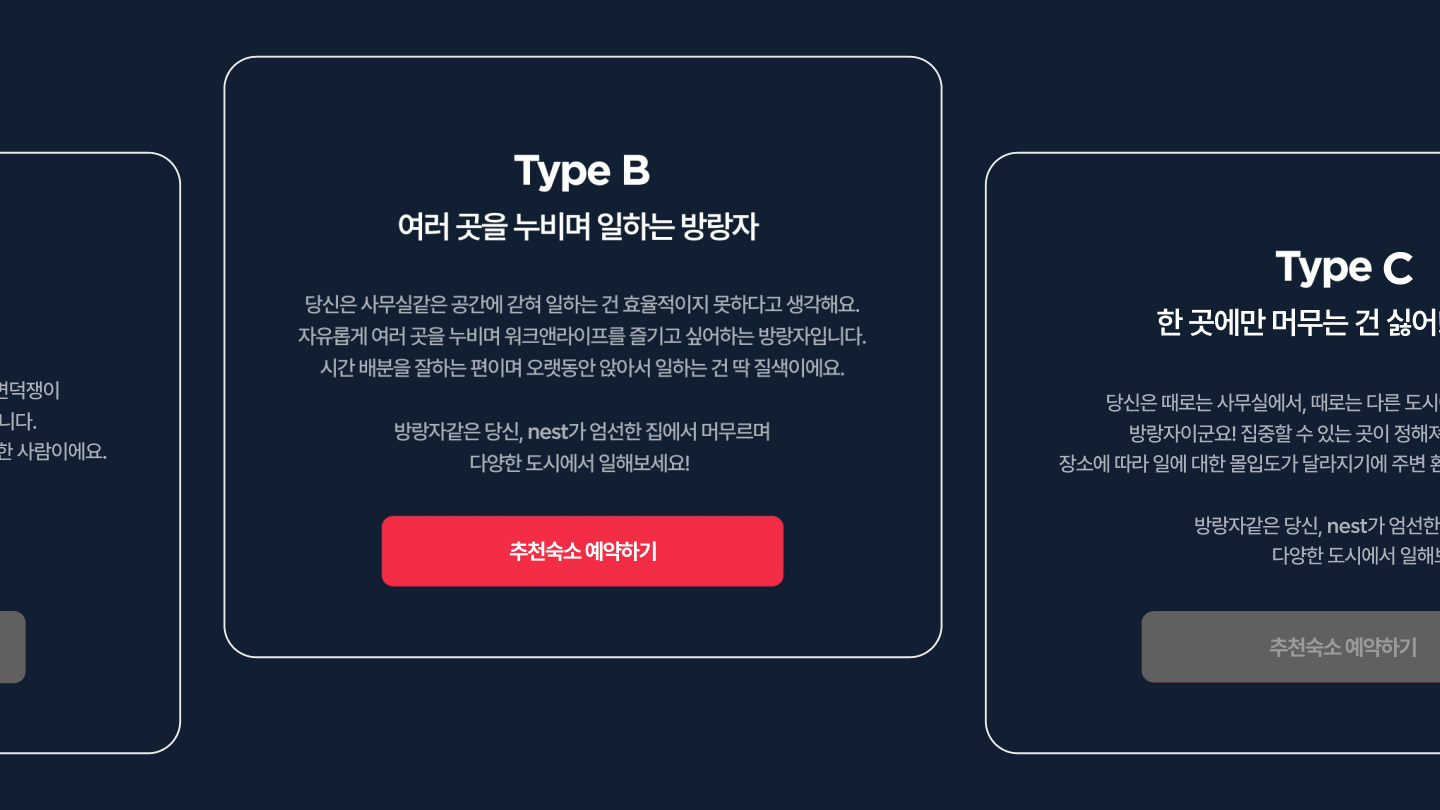 변덕쟁이
니다.
한 사람이에요.
Type B
여러 곳을 누비며 일하는 방랑자
당신은 사무실같은 공간에 갇혀 일하는 건 효율적이지 못하다고 생각해요.
자유롭게 여러 곳을 누비며 워크앤라이프를 즐기고 싶어하는 방랑자입니다.
시간 배분을 잘하는 편이며 오랫동안 앉아서 일하는 건 딱 질색이에요.
방랑자같은 당신, nest가 엄선한 집에서 머무르며
다양한 도시에서 일해보세요!
추천숙소 예약하기
Type C
한 곳에만 머무는 건 싫어!
당신은 때로는 사무실에서, 때로는 다른 도시
방랑자이군요! 집중할 수 있는 곳이 정해져
장소에 따라 일에 대한 몰입도가 달라지기에 주변
방랑자같은 당신, nest가 엄선한
다양한 도시에서 일해
추천숙소 예약하기